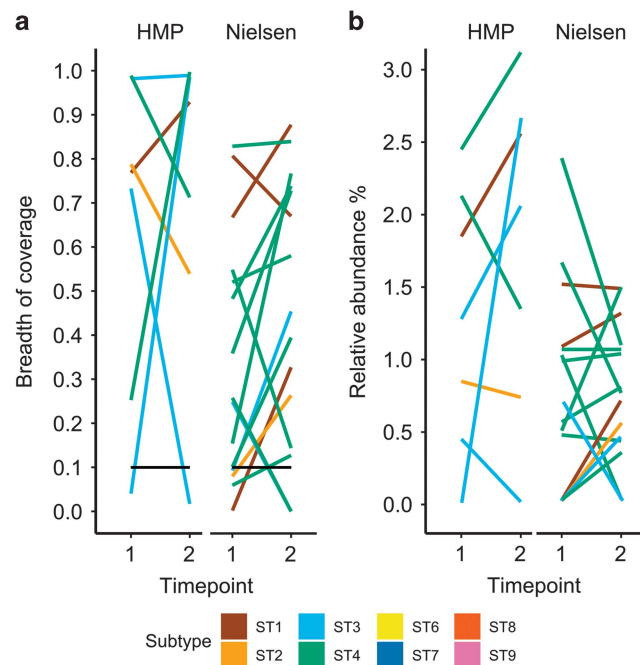 a
HMP Nielsen
1.0
0.9
0.8
0.7
0.6
0.5
0.4
0.3
0.2
0.1
0.0
Breadth of coverage
1 2 1 2
Timepoint
b
HMP Nielsen
3.0
2.5
2.0
1.5
1.0
0.5
0.0
Relative abundance %
1 2 1 2
Timepoint
Subtype
ST1 ST3 ST6 ST8
ST2 ST4 ST7 ST9